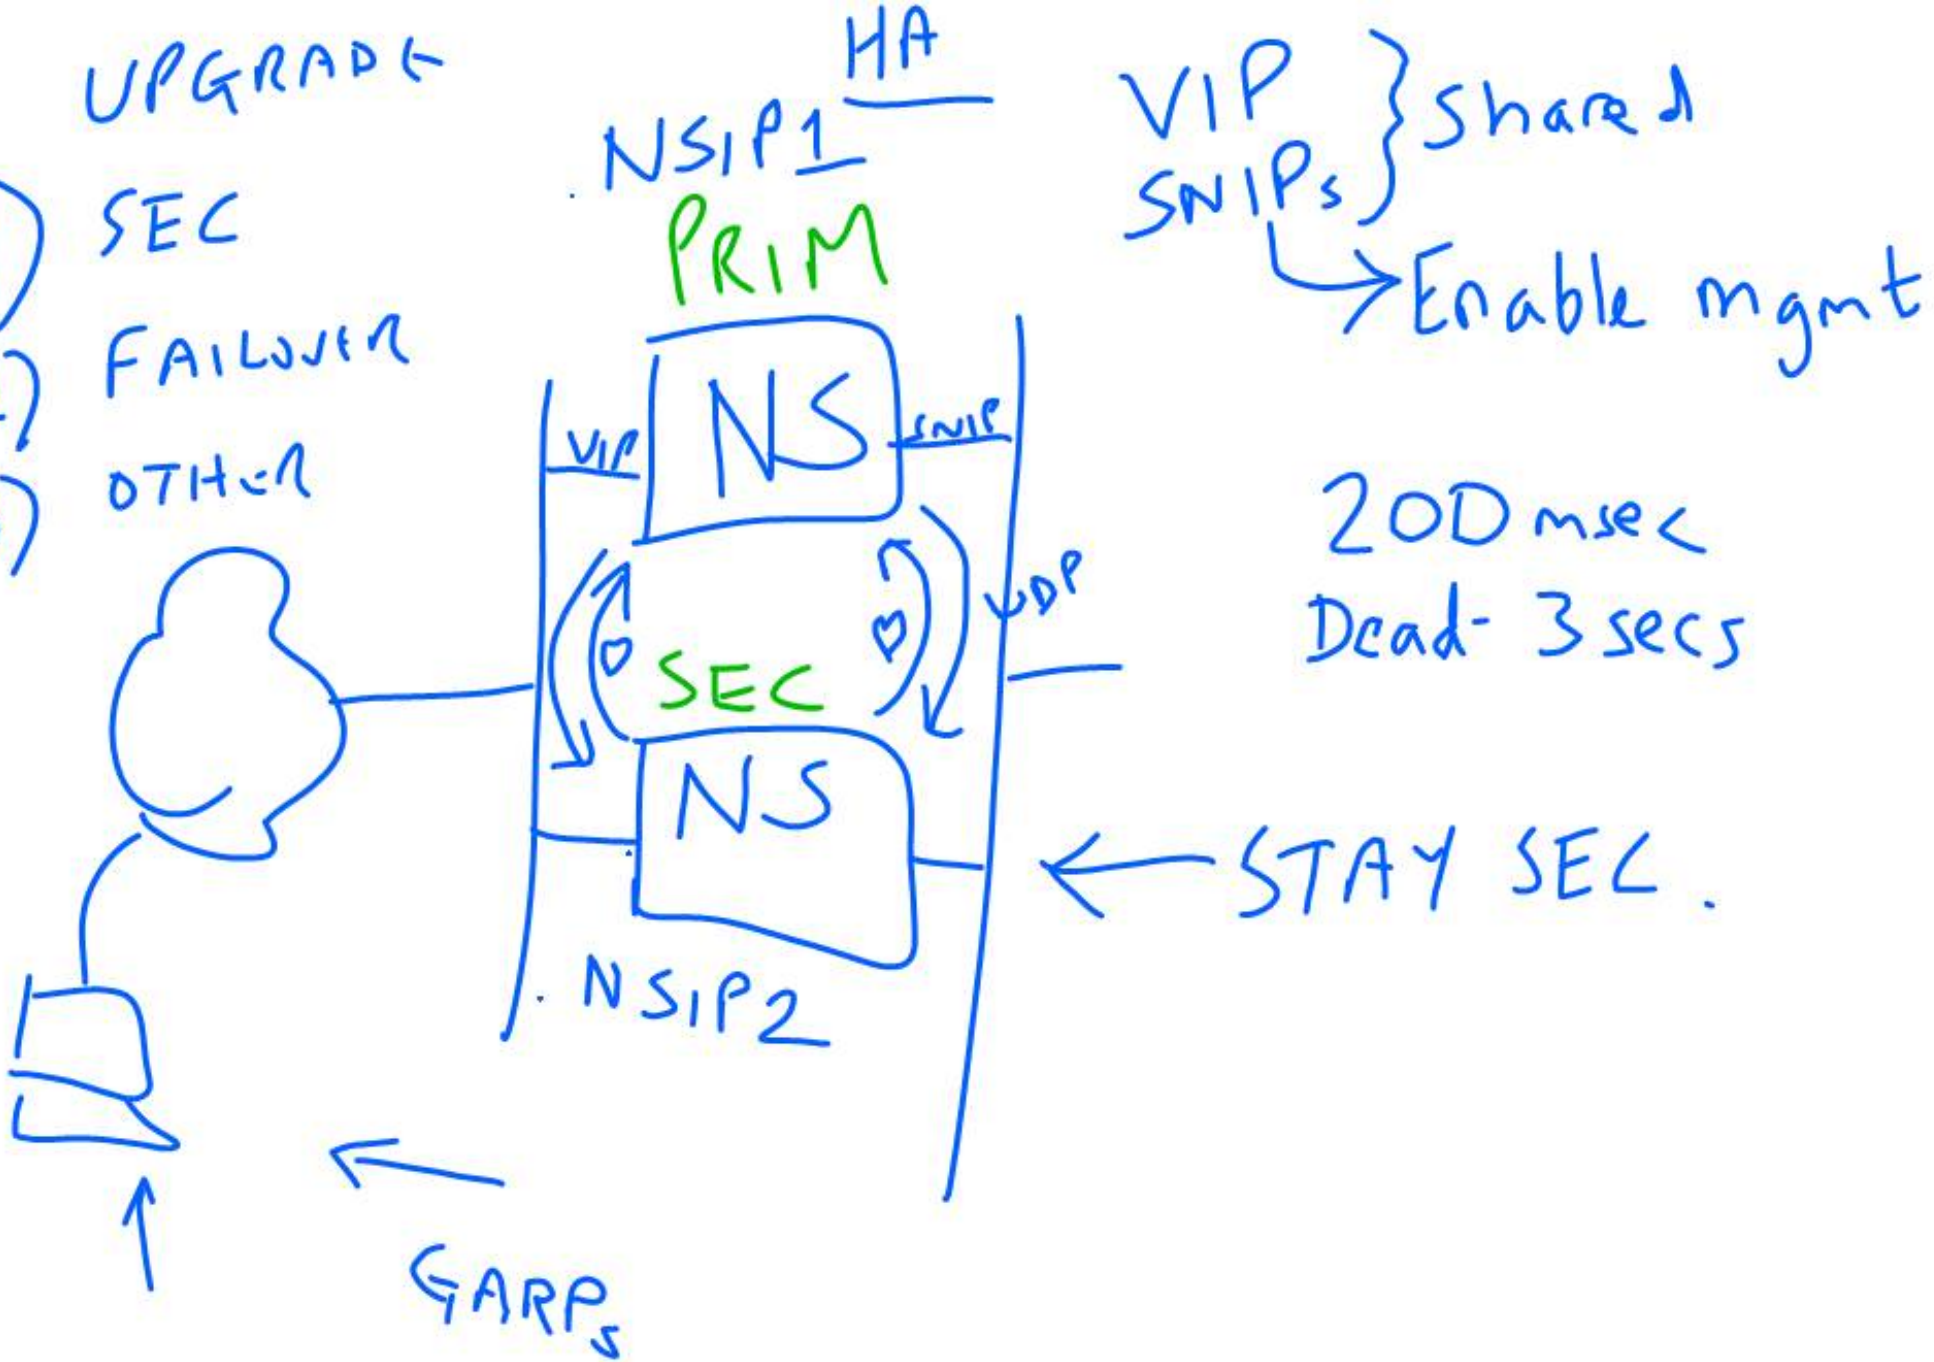 UPGRADE
SEC
FAILOVER
OTHER
HA
NSIP1
PRIM
NS
VIP
SNIP
UDP
SEC
NS
NSIP2
VIP
SNIPs
} Shared
Enable mgmt
200 msec
Dead - 3 secs
STAY SEC.
GARPs